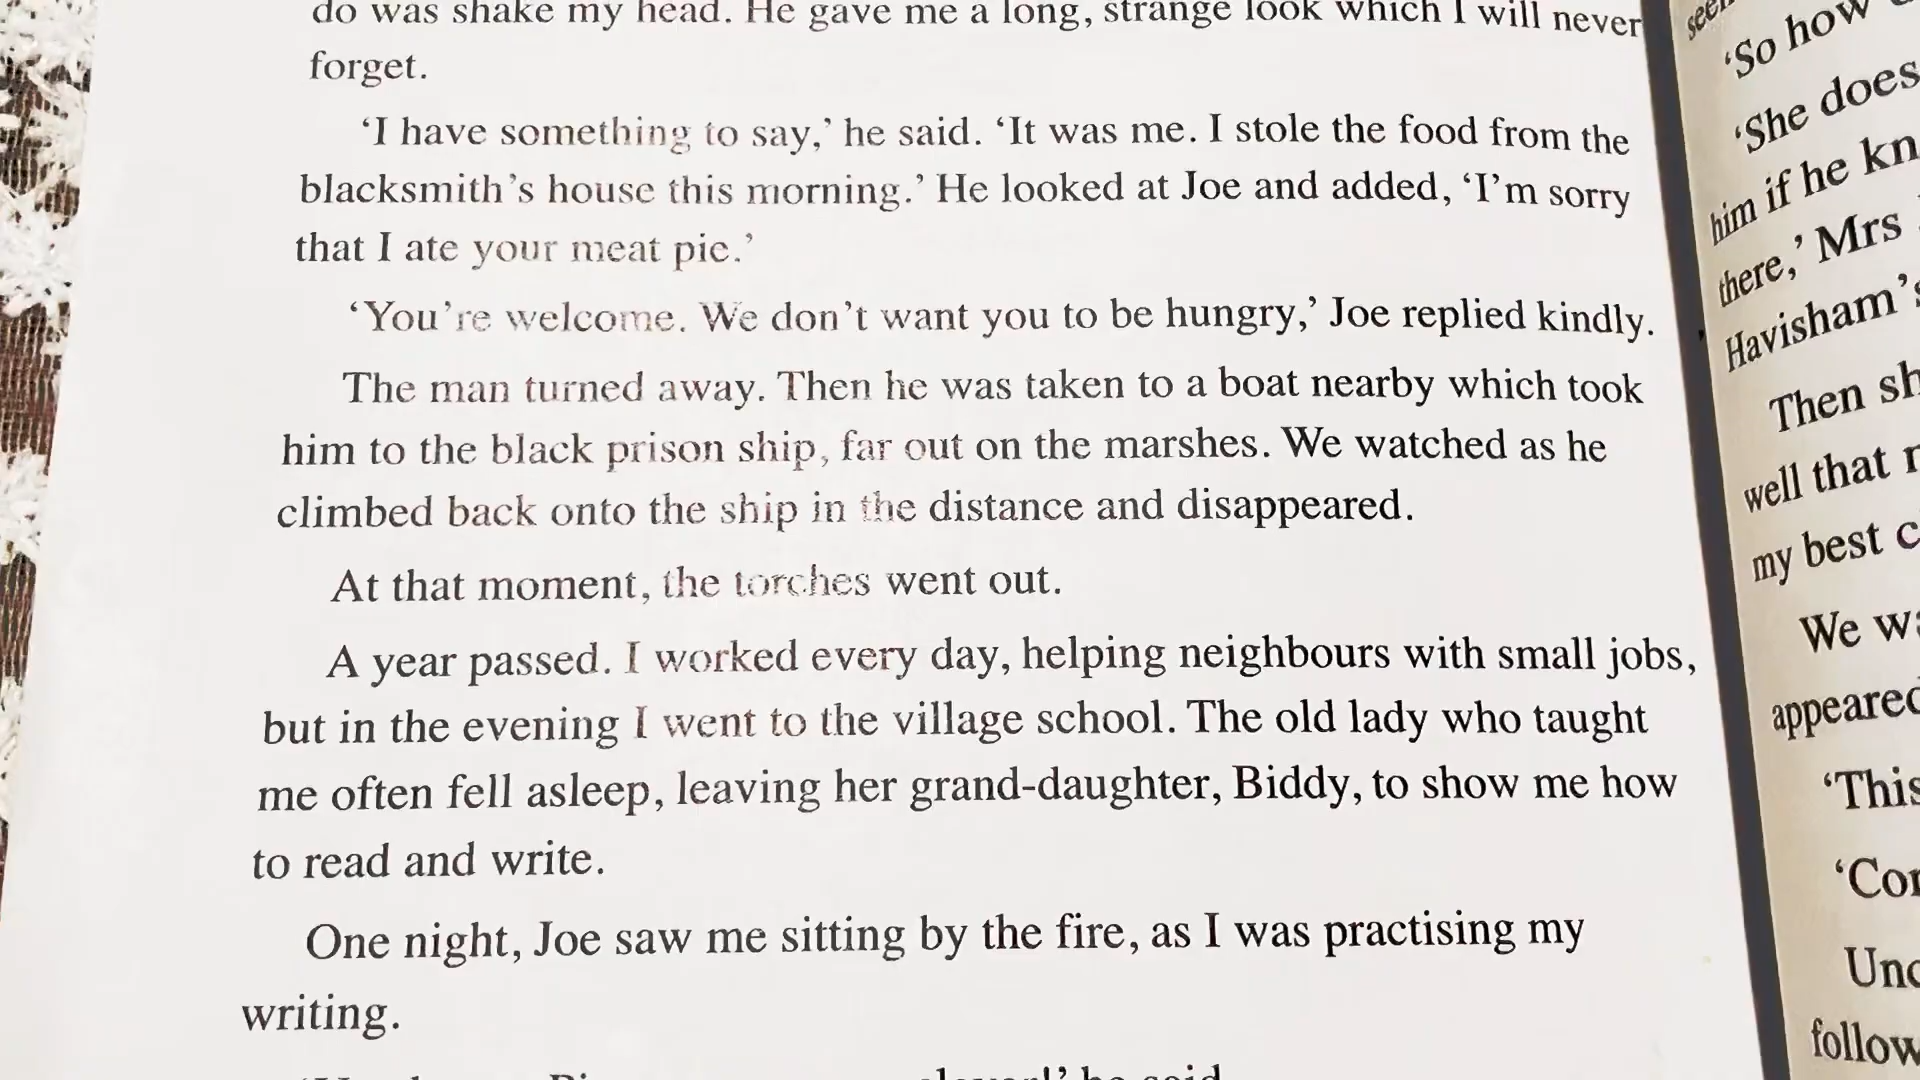 do was shake my head. He gave me a long, strange look which I will never
forget.
‘I have something to say,’ he said. ‘It was me. I stole the food from the
blacksmith’s house this morning.’ He looked at Joe and added, ‘I’m sorry
that I ate your meat pie.’
‘You’re welcome. We don’t want you to be hungry,’ Joe replied kindly.
The man turned away. Then he was taken to a boat nearby which took
him to the black prison ship, far out on the marshes. We watched as he
climbed back onto the ship in the distance and disappeared.
At that moment, the torches went out.
A year passed. I worked every day, helping neighbours with small jobs,
but in the evening I went to the village school. The old lady who taught
me often fell asleep, leaving her grand-daughter, Biddy, to show me how
to read and write.
One night, Joe saw me sitting by the fire, as I was practising my
writing.
he said
‘So how
‘She does
him if he
there,’ Mrs
Havisham’s
Then
well that
my best
We
appeared
‘This